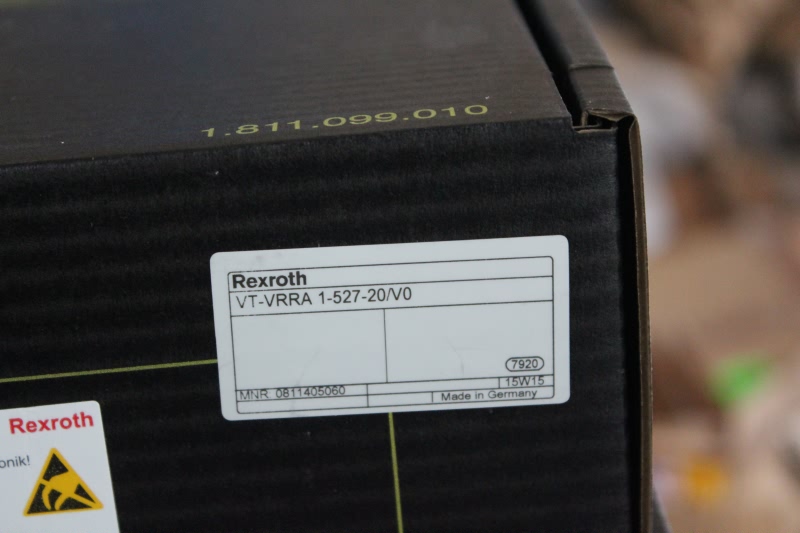 1.811.099.010
Rexroth
VT-VRRA 1-527-20/V0
7920
15W15
MNR 0811405060
Made in Germany
Rexroth
onik!